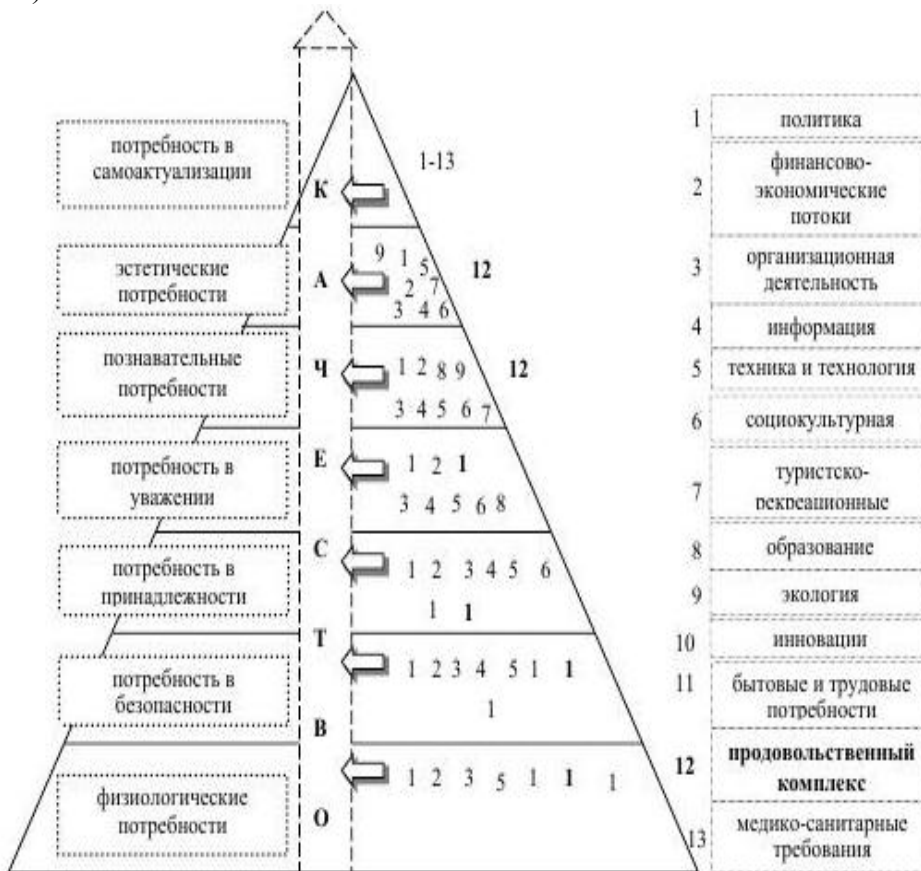 )
потребность в
самоактуализации
К
1-13
эстетические
потребности
А
9 1 5
2 7
3 4 6
12
познавательные
потребности
Ч
1 2 8 9
3 4 5 6 7
12
потребность в
уважении
Е
1 2 1
3 4 5 6 8
потребность в
принадлежности
С
1 2 3 4 5 6
1 1
потребность в
безопасности
Т
1 2 3 4 5 1 1
1
В
физиологические
потребности
1 2 3 5 1 1 1
О
1 политика
2 финансово-
экономические
потоки
3 организационная
деятельность
4 информация
5 техника и технология
6 социокультурная
7 туристско-
рекреационные
8 образование
9 экология
10 инновации
11 бытовые и трудовые
потребности
12 продовольственный
комплекс
13 медико-санитарные
требования